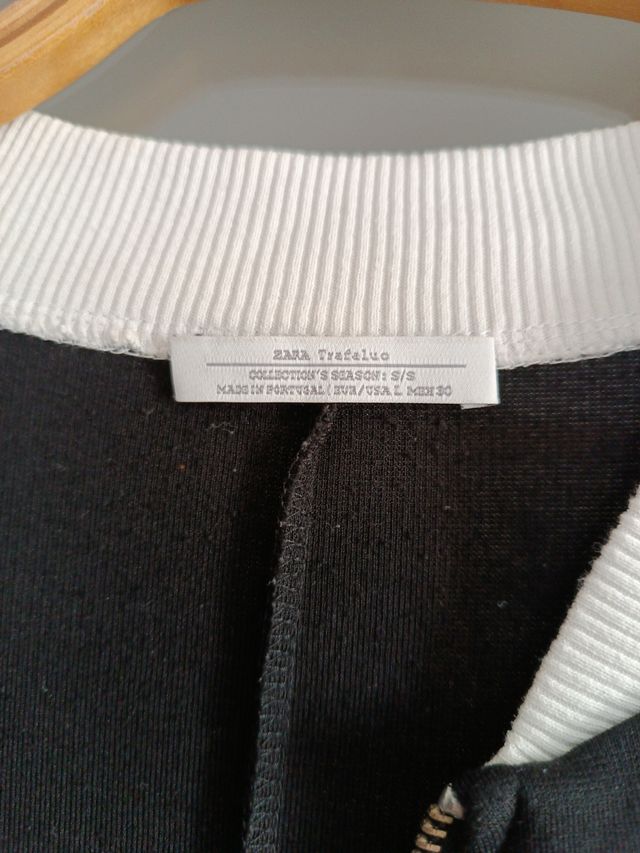 ZARA Trafaluc
COLLECTION'S SEASON: S/S
MADE IN PORTUGAL (EUR/USA L MEX 30